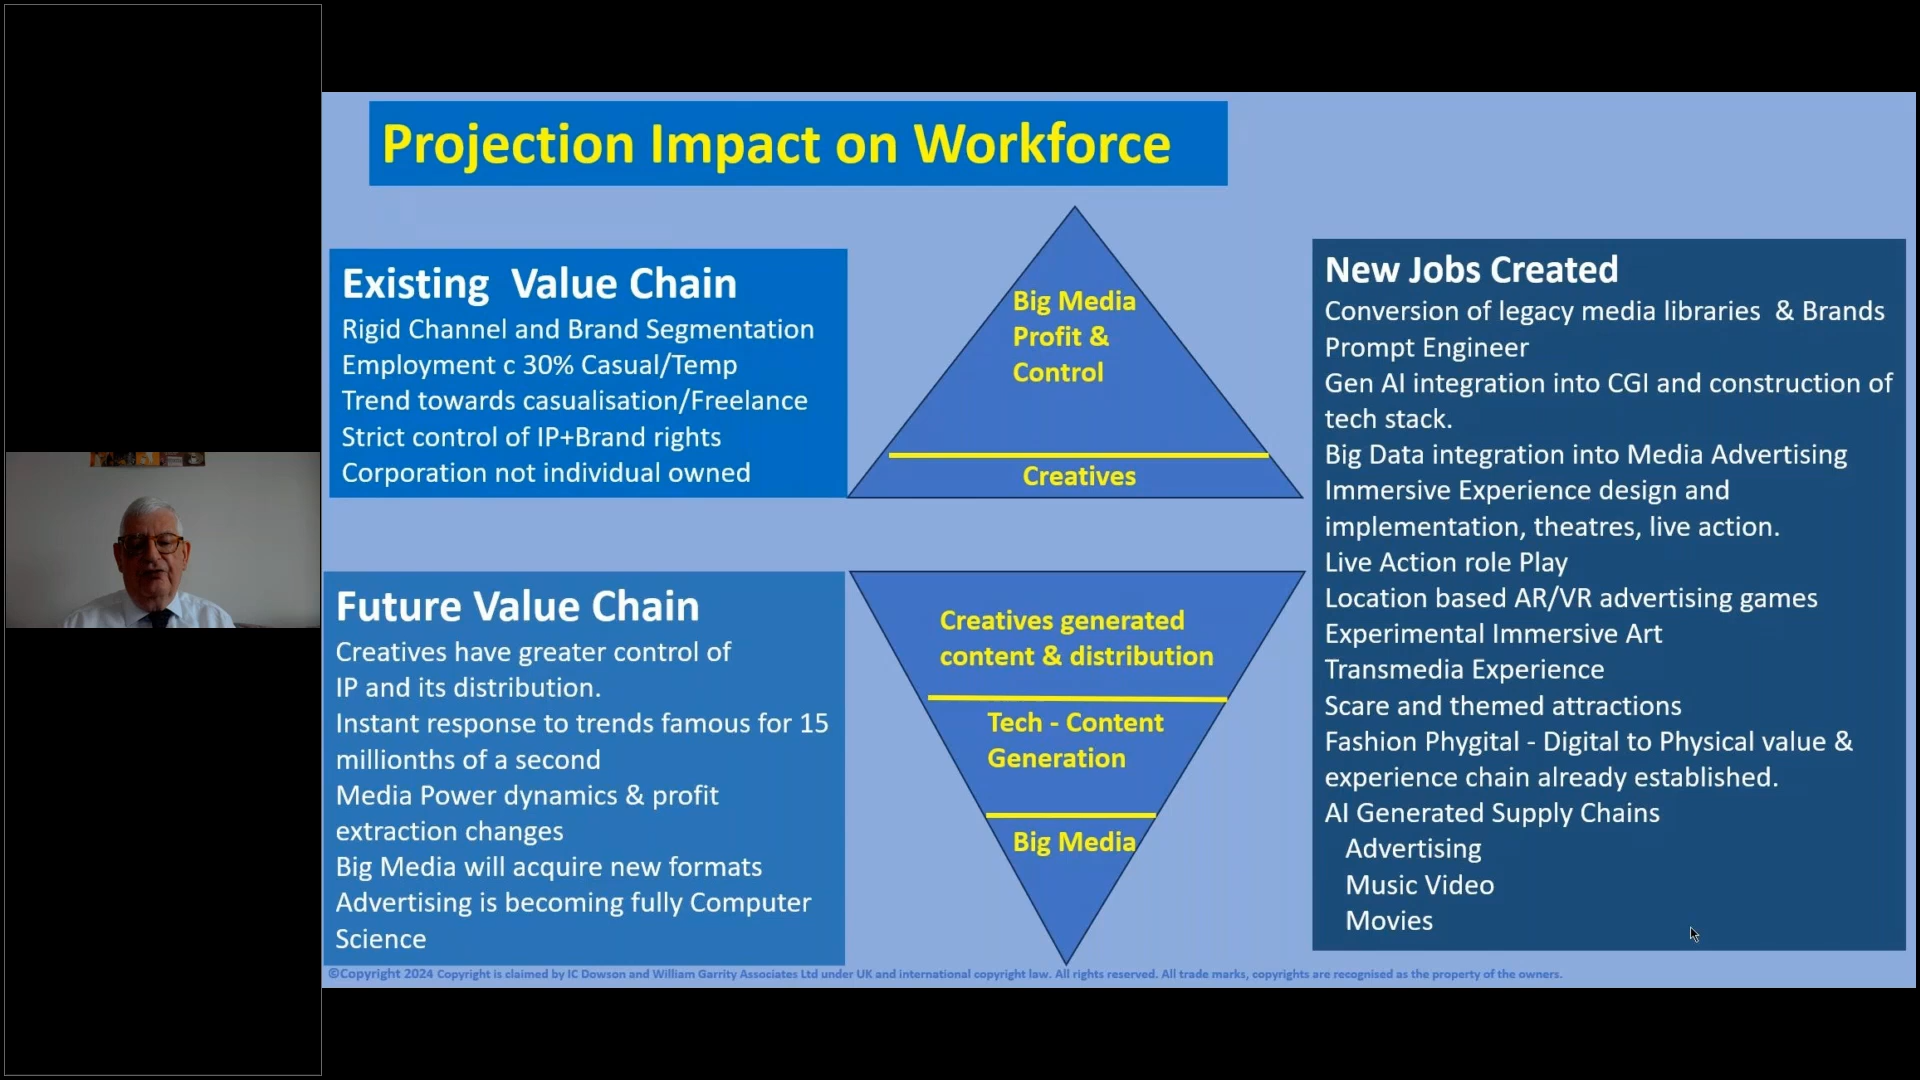 Projection Impact on Workforce
Existing  Value Chain
Rigid Channel and Brand Segmentation
Employment c 30% Casual/Temp
Trend towards casualisation/Freelance
Strict control of IP+Brand rights
Corporation not individual owned
Big Media
Profit &
Control
Creatives
Future Value Chain
Creatives have greater control of
IP and its distribution.
Instant response to trends famous for 15
millionths of a second
Media Power dynamics & profit
extraction changes
Big Media will acquire new formats
Advertising is becoming fully Computer
Science
Creatives generated
content & distribution
Tech - Content
Generation
Big Media
New Jobs Created
Conversion of legacy media libraries  & Brands
Prompt Engineer
Gen AI integration into CGI and construction of
tech stack.
Big Data integration into Media Advertising
Immersive Experience design and
implementation, theatres, live action.
Live Action role Play
Location based AR/VR advertising games
Experimental Immersive Art
Transmedia Experience
Scare and themed attractions
Fashion Phygital - Digital to Physical value &
experience chain already established.
AI Generated Supply Chains
Advertising
Music Video
Movies
©Copyright 2024 Copyright is claimed by IC Dowson and William Garrity Associates Ltd under UK and international copyright law. All rights reserved. All trade marks, copyrights are recognised as the property of the owners.